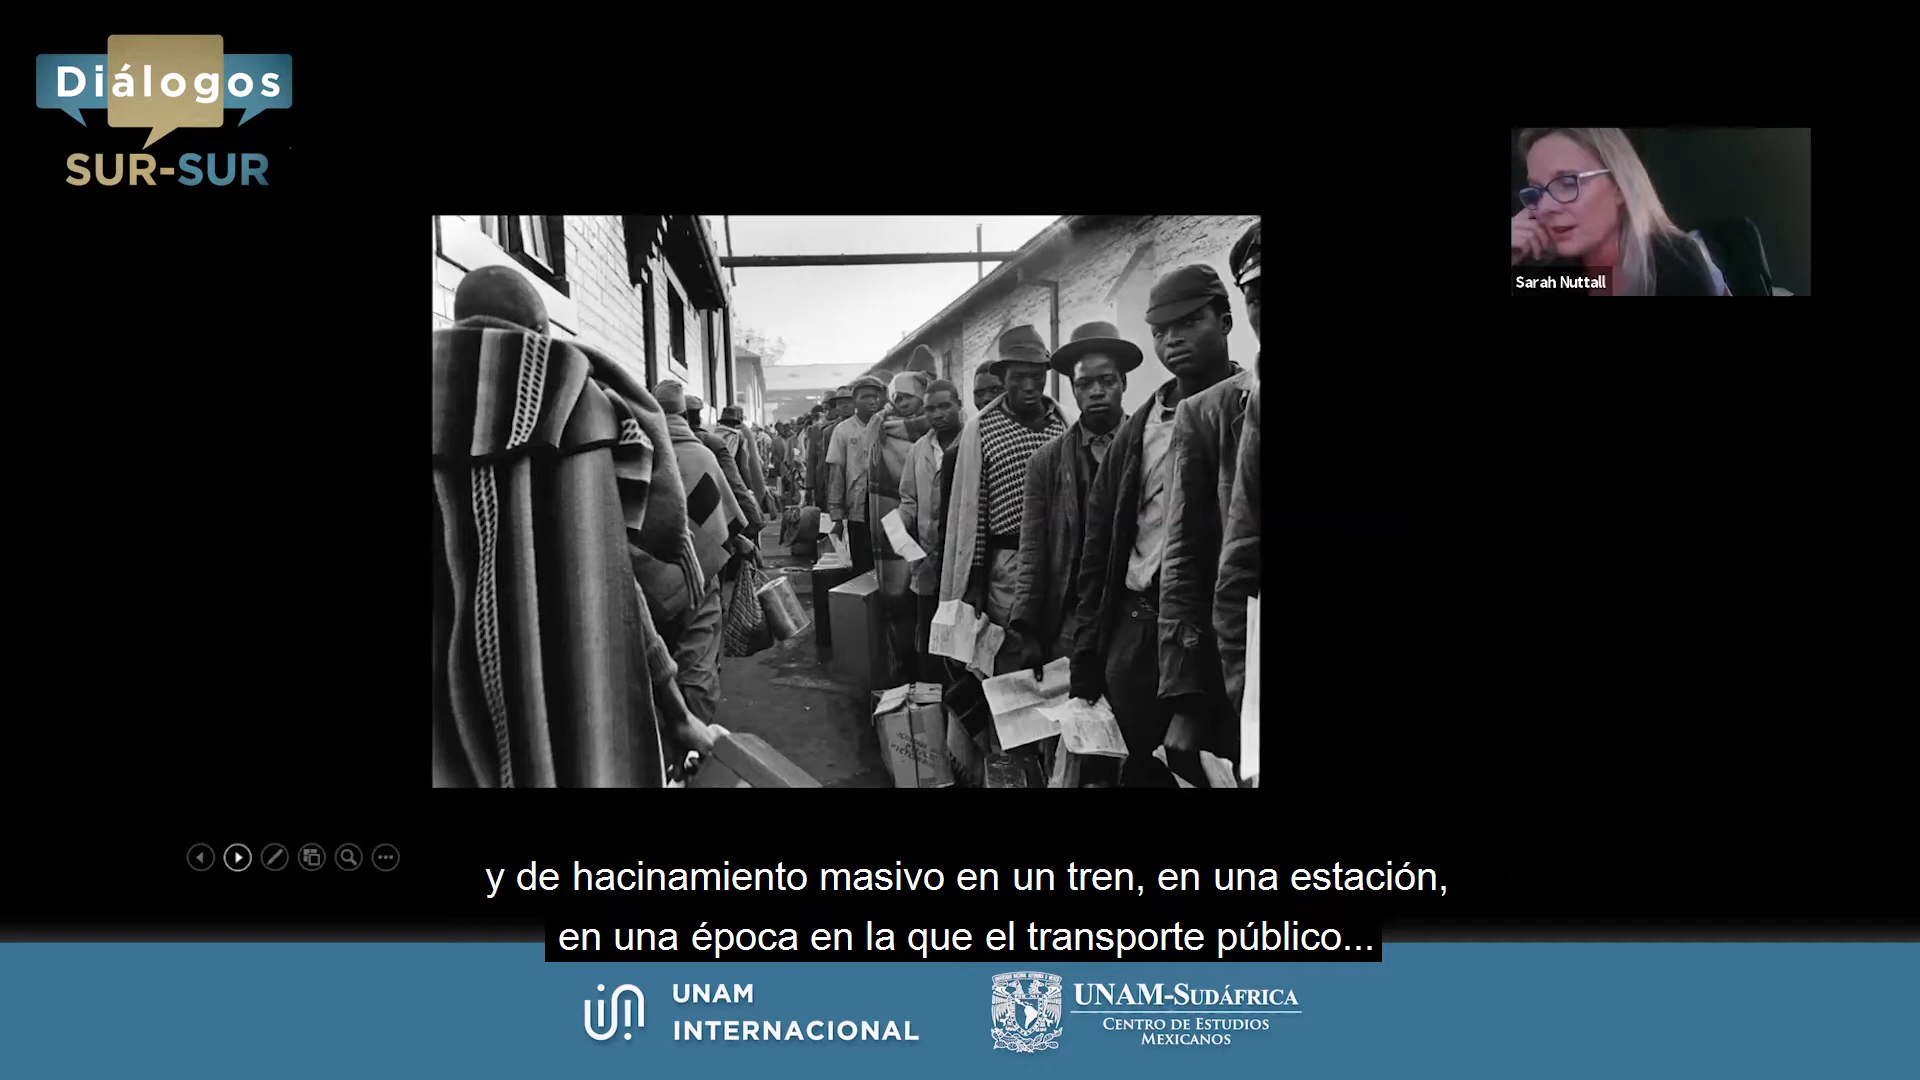 Diálogos
SUR-SUR
Sarah Nuttall
y de hacinamiento masivo en un tren, en una estación,
en una época en la que el transporte público...
UNAM
INTERNACIONAL
UNAM-SUDÁFRICA
CENTRO DE ESTUDIOS
MEXICANOS